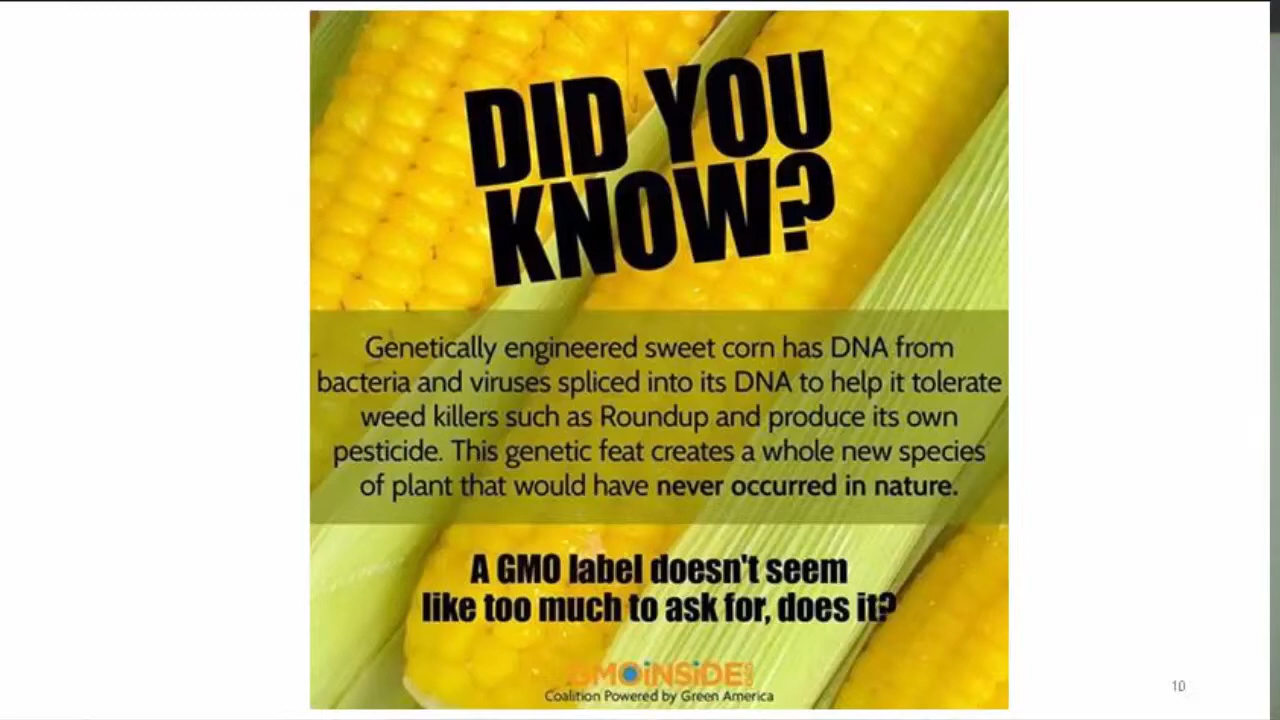 DID YOU
KNOW?
Genetically engineered sweet corn has DNA from
bacteria and viruses spliced into its DNA to help it tolerate
weed killers such as Roundup and produce its own
pesticide. This genetic feat creates a whole new species
of plant that would have never occurred in nature.
A GMO label doesn't seem
like too much to ask for, does it?
GMOiNSiDE
Coalition Powered by Green America
10